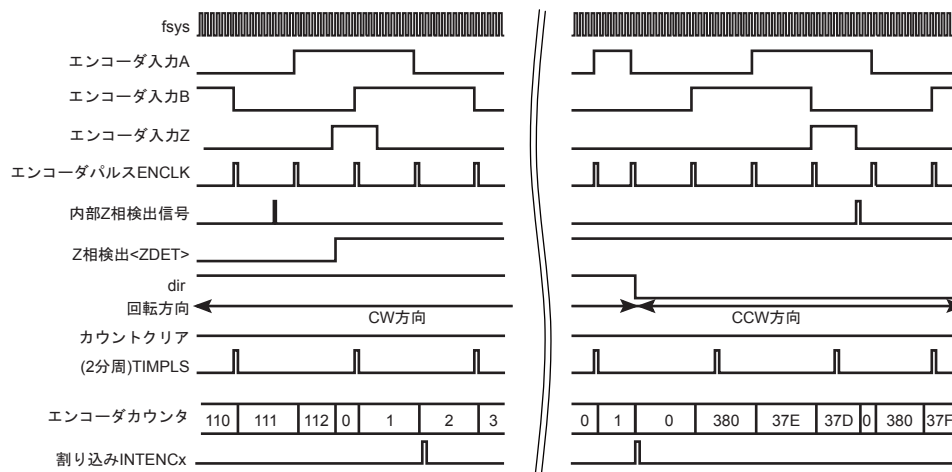 fsys
エンコーダ入力A
エンコーダ入力B
エンコーダ入力Z
エンコーダパルスENCLK
内部Z相検出信号
Z相検出<ZDET>
dir
回転方向 CW方向 CCW方向
カウントクリア
(2分周)TIMPLS
エンコーダカウンタ 110 111 112 0 1 2 3 0 1 0 380 37E 37D 0 380 37F
割り込みINTENCx